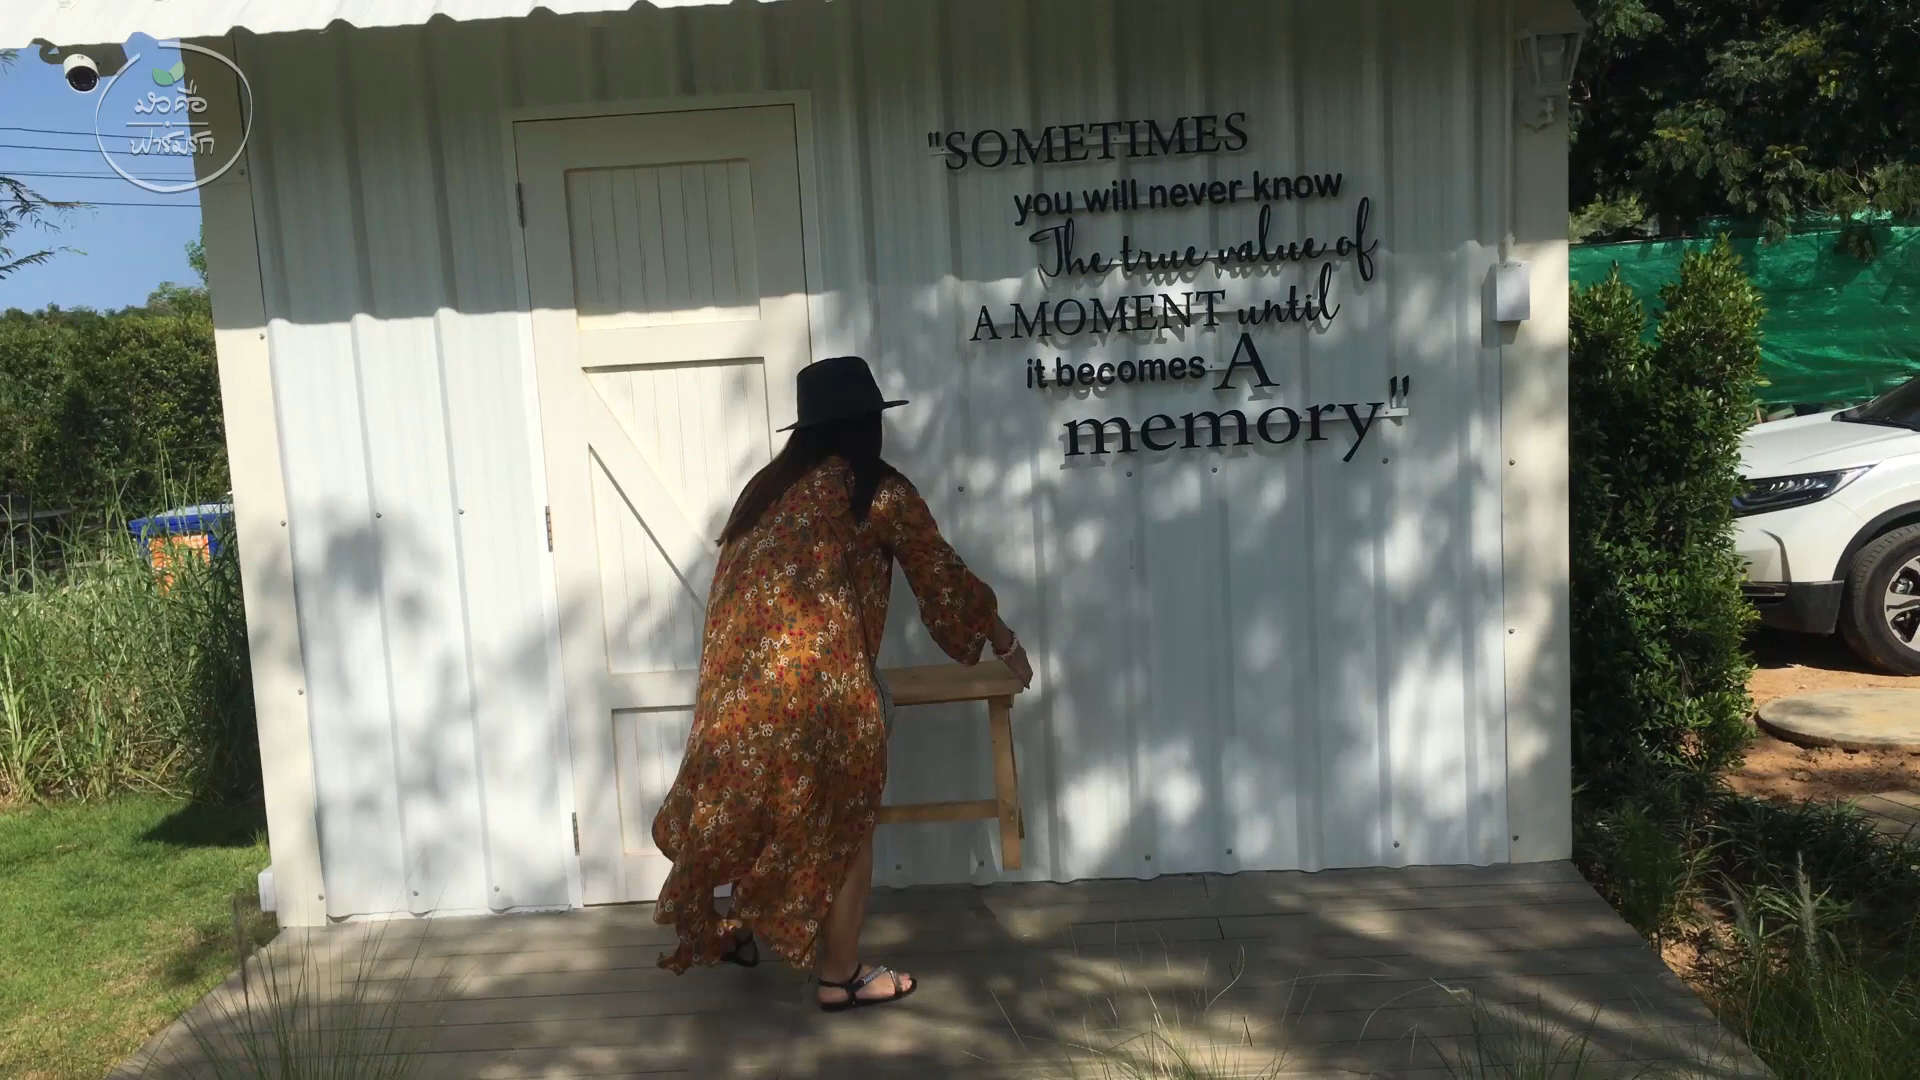 มัวคือ
ฟาร์มรัก
"SOMETIMES
you will never know
The true value of
A MOMENT until
it becomes A
memory"